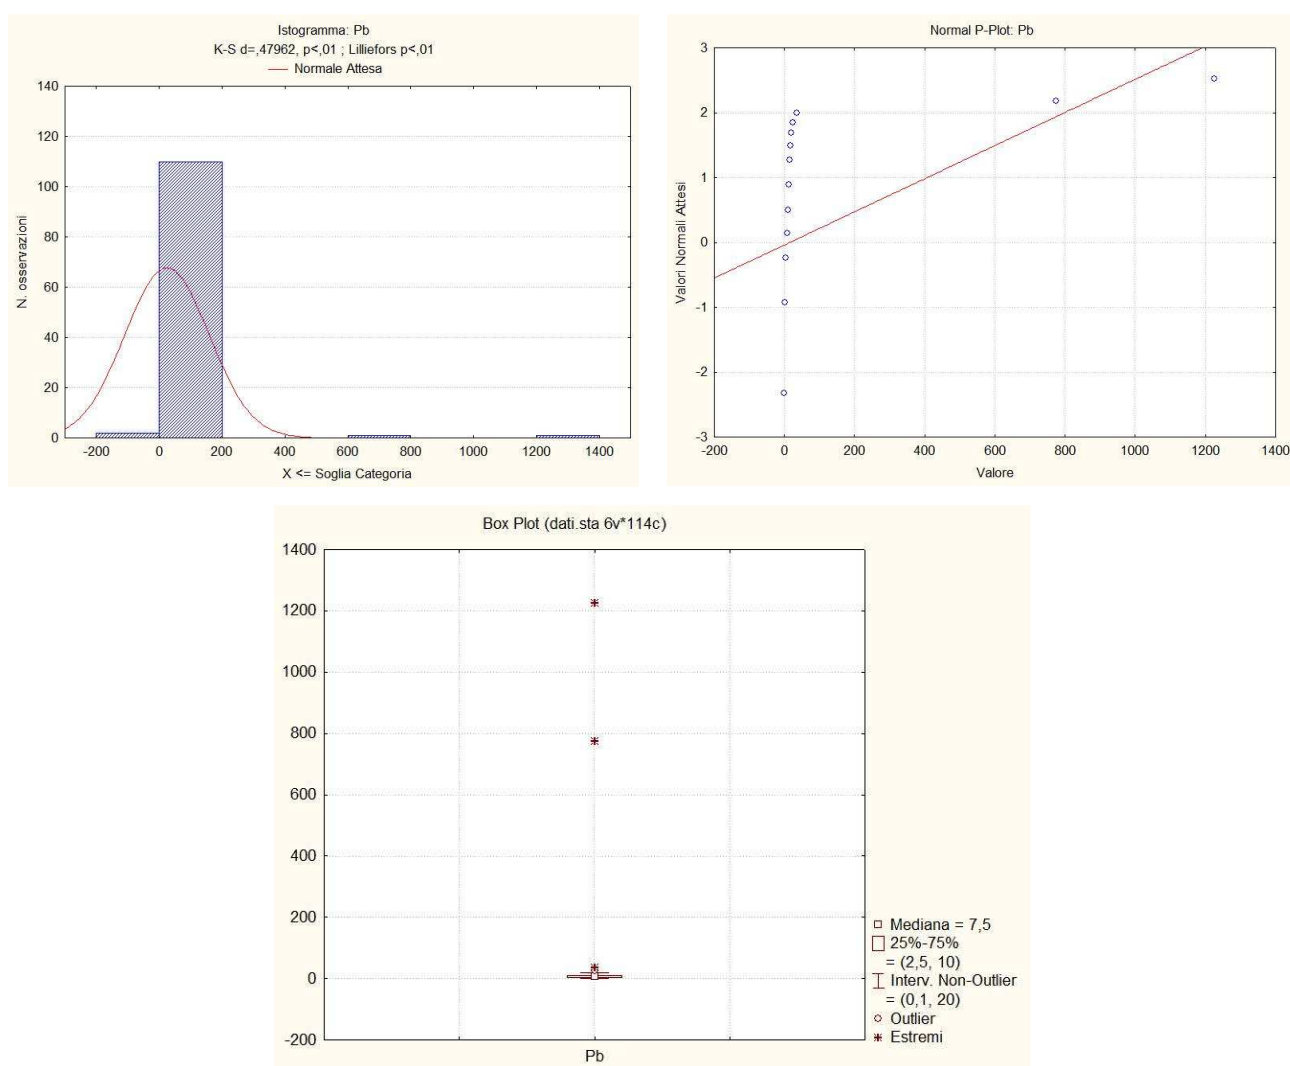 Istogramma: Pb
K-S d=,47962, p<,01 ; Lilliefors p<,01
Normale Attesa
140
120
100
80
60
40
20
0
N. osservazioni
-200 0 200 400 600 800 1000 1200 1400
X <= Soglia Categoria
Normal P-Plot: Pb
3
2
1
0
-1
-2
-3
Valori Normali Attesi
-200 0 200 400 600 800 1000 1200 1400
Valore
Box Plot (dati.sta 6v*114c)
1400
1200
1000
800
600
400
200
0
-200
Pb
Mediana = 7,5
25%-75%
= (2,5, 10)
Interv. Non-Outlier
= (0,1, 20)
Outlier
Estremi